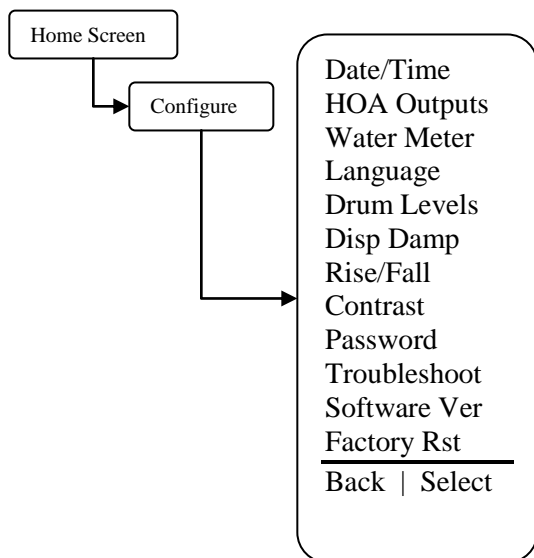 Home Screen
Configure
Date/Time
HOA Outputs
Water Meter
Language
Drum Levels
Disp Damp
Rise/Fall
Contrast
Password
Troubleshoot
Software Ver
Factory Rst
Back | Select